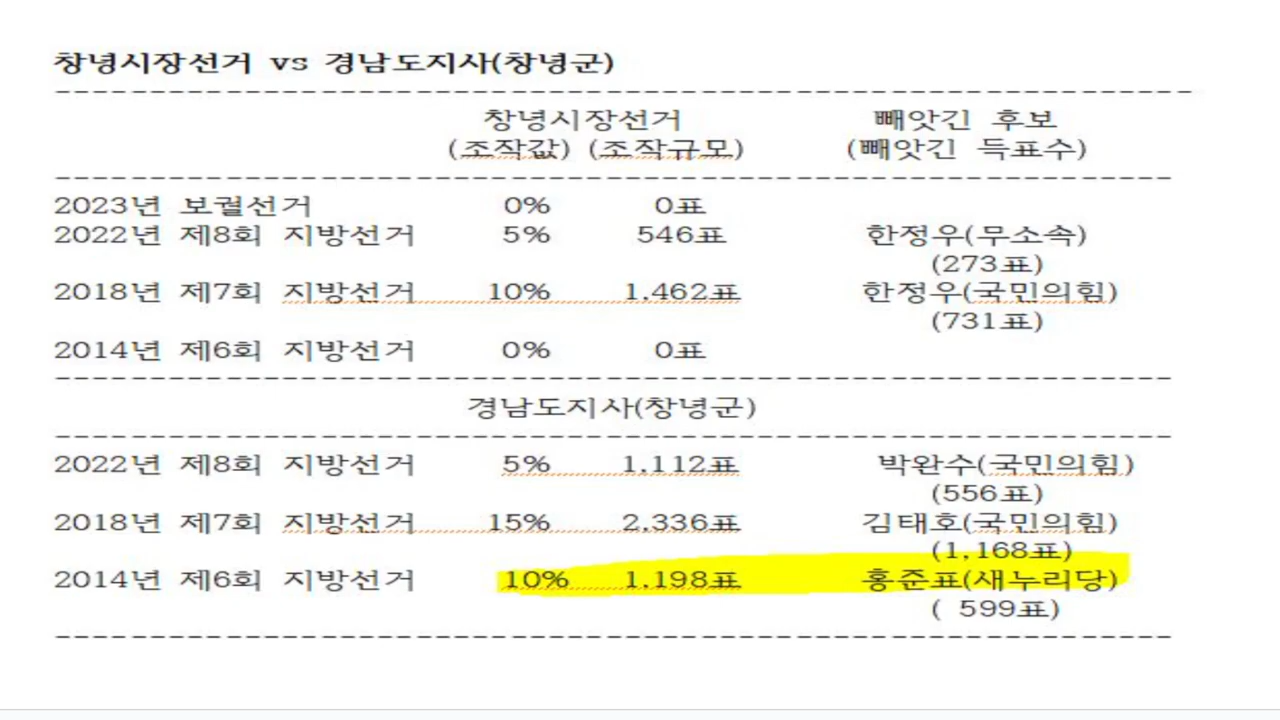 창녕시장선거 vs 경남도지사(창녕군)
창녕시장선거 빼앗긴 후보
(조작값) (조작규모) (빼앗긴 득표수)
2023년 보궐선거 0% 0표
2022년 제8회 지방선거 5% 546표 한정우(무소속)
(273표)
2018년 제7회 지방선거 10% 1.462표 한정우(국민의힘)
(731표)
2014년 제6회 지방선거 0% 0표
경남도지사(창녕군)
2022년 제8회 지방선거 5% 1.112표 박완수(국민의힘)
(556표)
2018년 제7회 지방선거 15% 2.336표 김태호(국민의힘)
(1,168표)
2014년 제6회 지방선거 10% 1.198표 홍준표(새누리당)
( 599표)